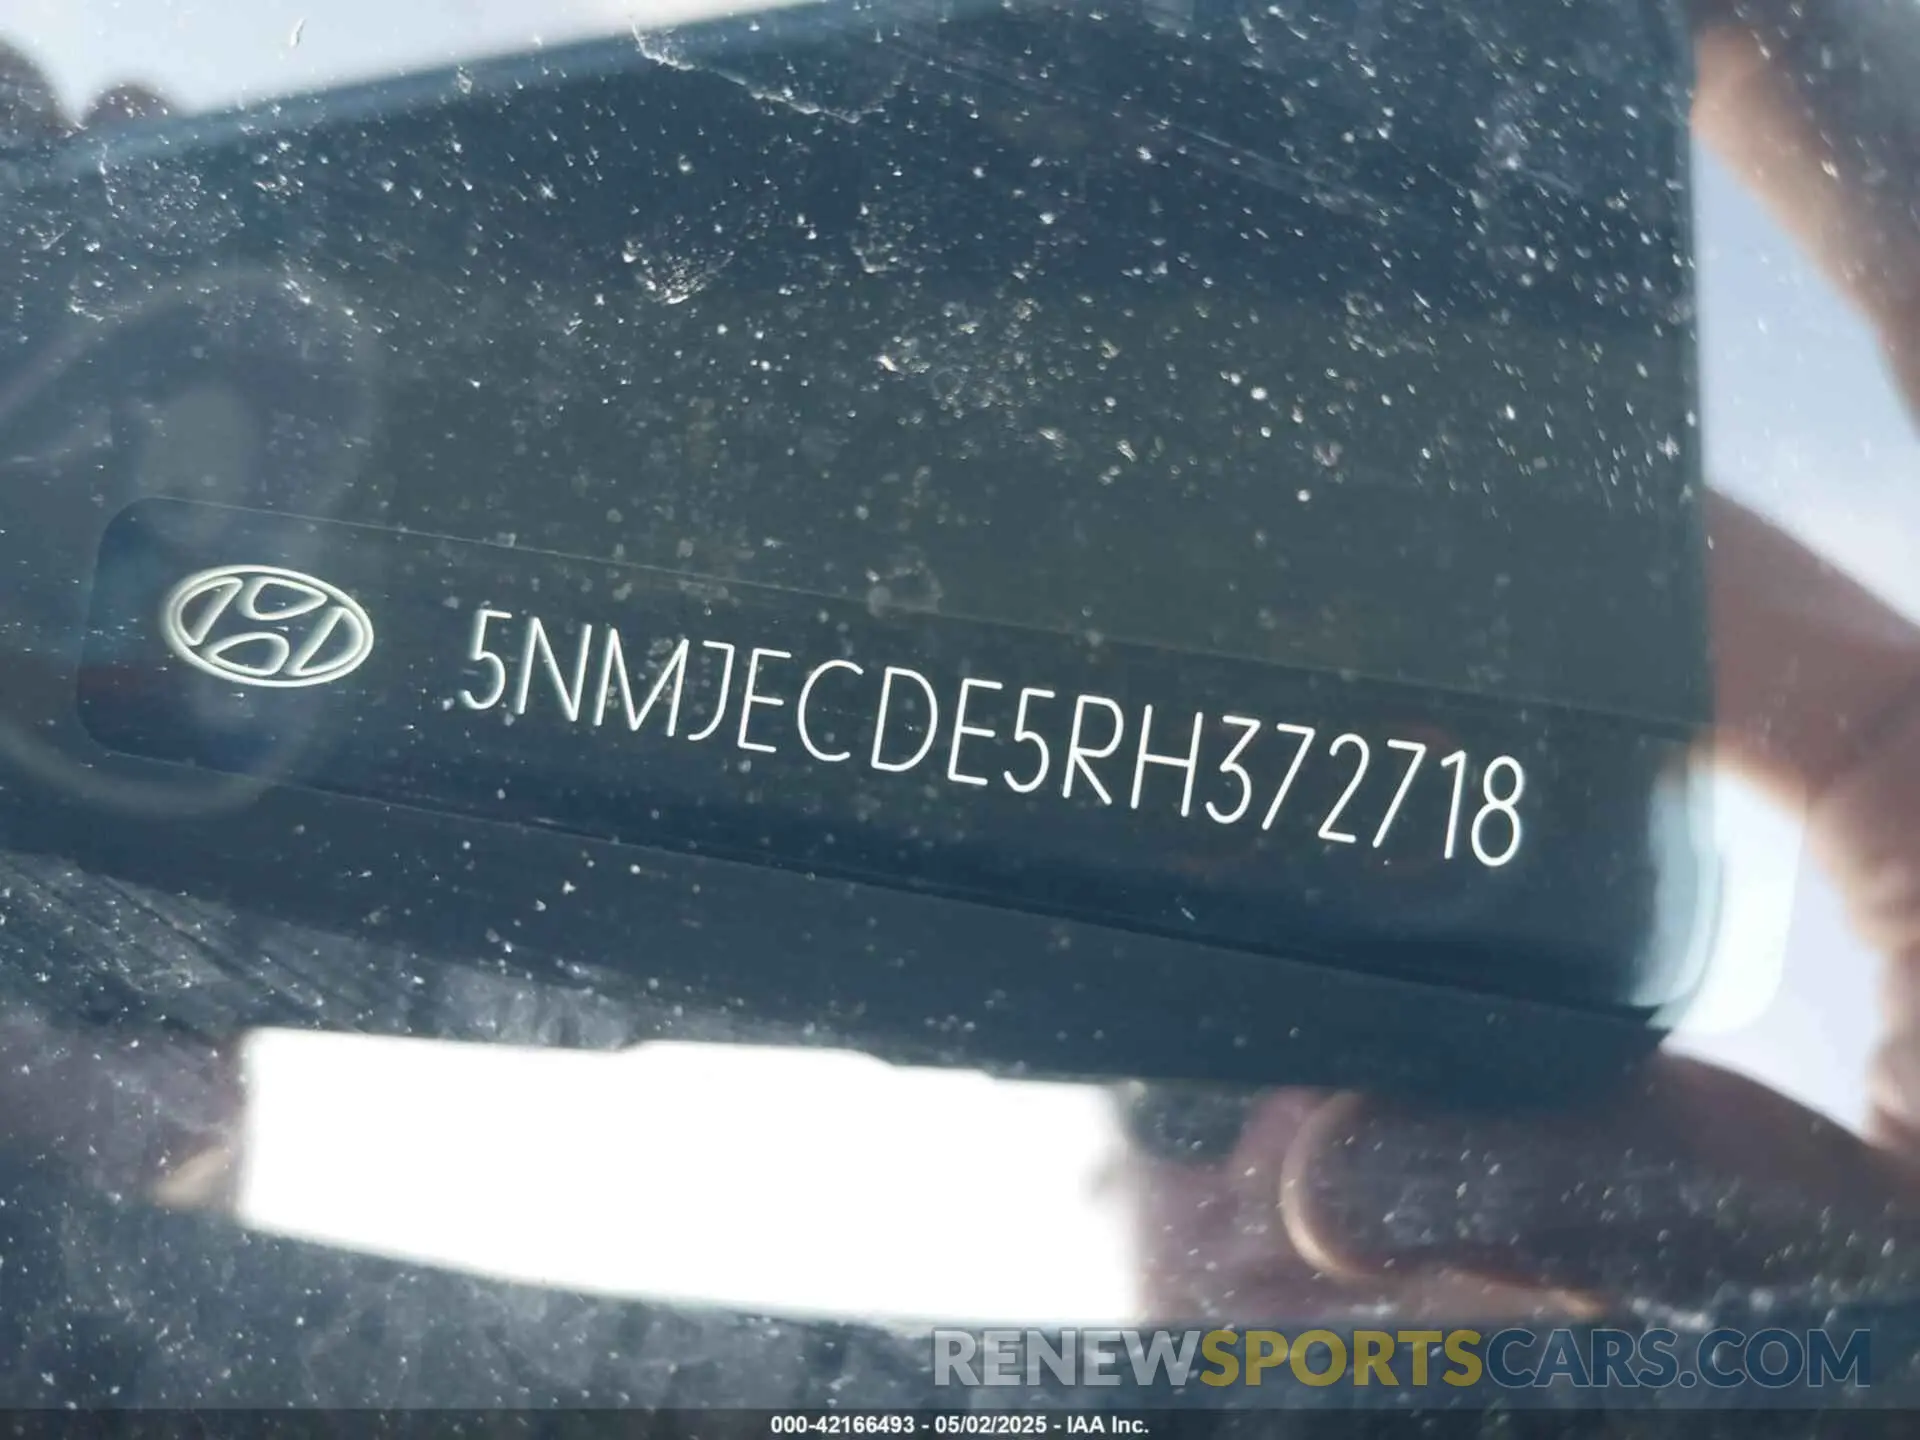 5NMJECDE5RH372718
RENEWSPORTSCARS.COM
000-42166493 - 05/02/2025 - IAA Inc.